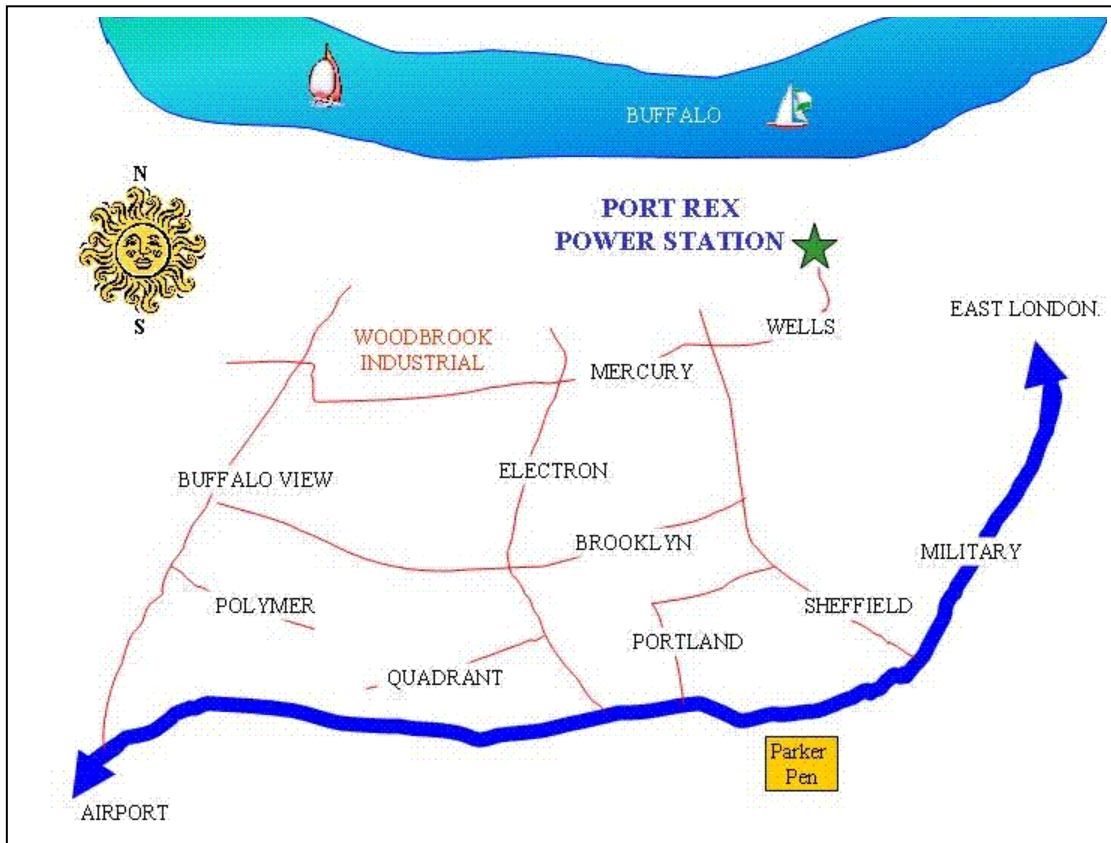 BUFFALO
N
S
PORT REX
POWER STATION
EAST LONDON
WELLS
WOODBROOK
INDUSTRIAL
MERCURY
BUFFALO VIEW
ELECTRON
BROOKLYN
MILITARY
POLYMER
SHEFFIELD
PORTLAND
QUADRANT
Parker
Pen
AIRPORT